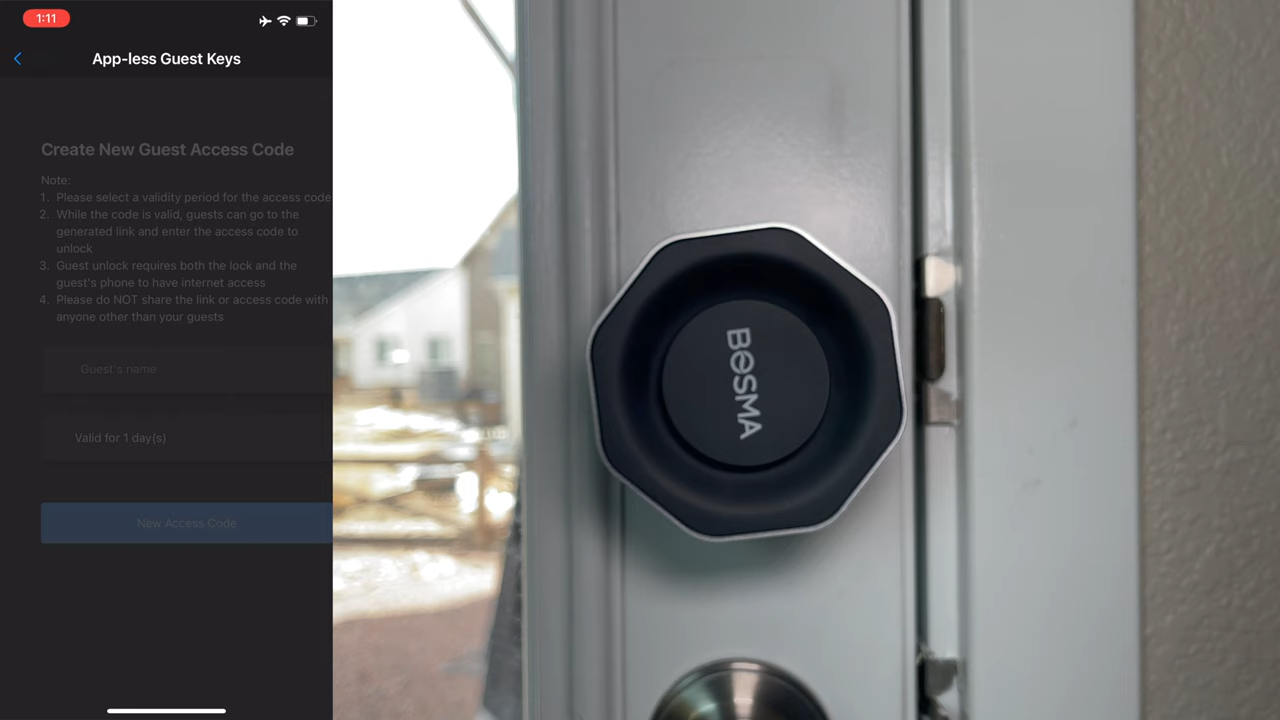 1:11
App-less Guest Keys
Create New Guest Access Code
Note:
1. Please select a validity period for the access code
2. While the code is valid, guests can go to the
generated link and enter the access code to
unlock
3. Guest unlock requires both the lock and the
guest's phone to have internet access
4. Please do NOT share the link or access code with
anyone other than your guests
Guest's name
Valid for 1 day(s)
New Access Code
BOSMA